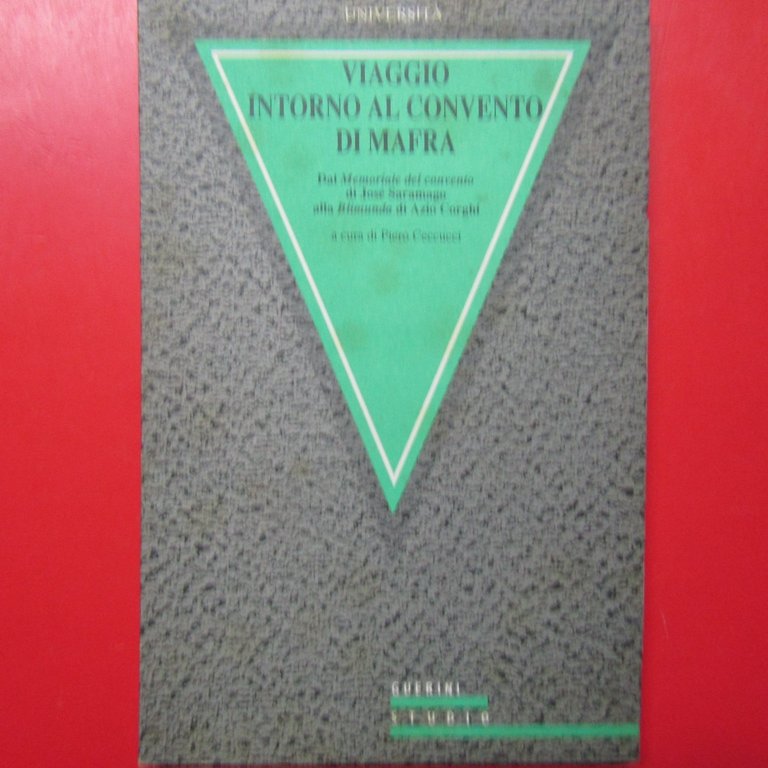 UNIVERSITÀ
VIAGGIO
INTORNO AL CONVENTO
DI MAFRA
Dal Memoriale del convento
di José Saramago
alla Blimunda di Azio Corghi
a cura di Piero Ceccucci
GUERINI
STUDIO